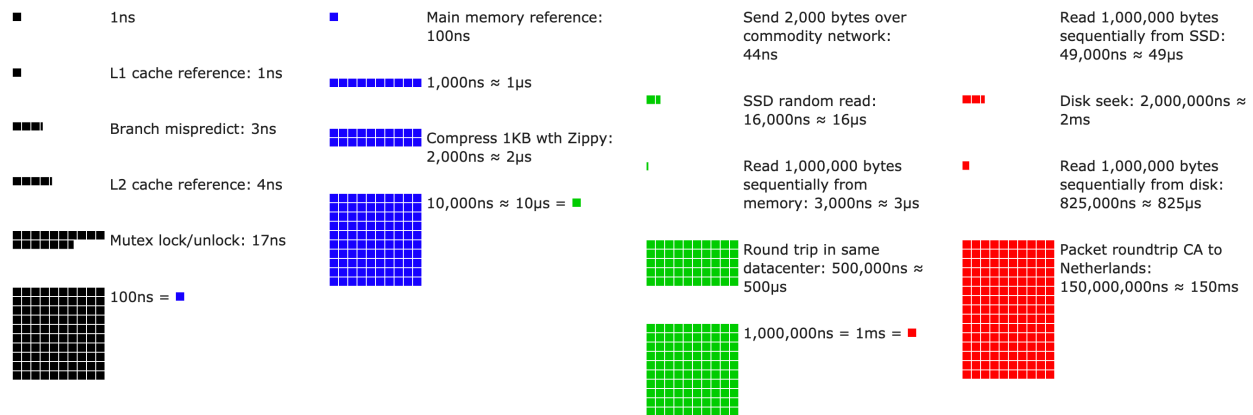 1ns
L1 cache reference: 1ns
Branch mispredict: 3ns
L2 cache reference: 4ns
Mutex lock/unlock: 17ns
100ns =
Main memory reference:
100ns
1,000ns ≈ 1μs
Compress 1KB wth Zippy:
2,000ns ≈ 2μs
10,000ns ≈ 10μs =
Send 2,000 bytes over
commodity network:
44ns
SSD random read:
16,000ns ≈ 16μs
Read 1,000,000 bytes
sequentially from
memory: 3,000ns ≈ 3μs
Round trip in same
datacenter: 500,000ns ≈
500μs
1,000,000ns = 1ms =
Read 1,000,000 bytes
sequentially from SSD:
49,000ns ≈ 49μs
Disk seek: 2,000,000ns ≈
2ms
Read 1,000,000 bytes
sequentially from disk:
825,000ns ≈ 825μs
Packet roundtrip CA to
Netherlands:
150,000,000ns ≈ 150ms